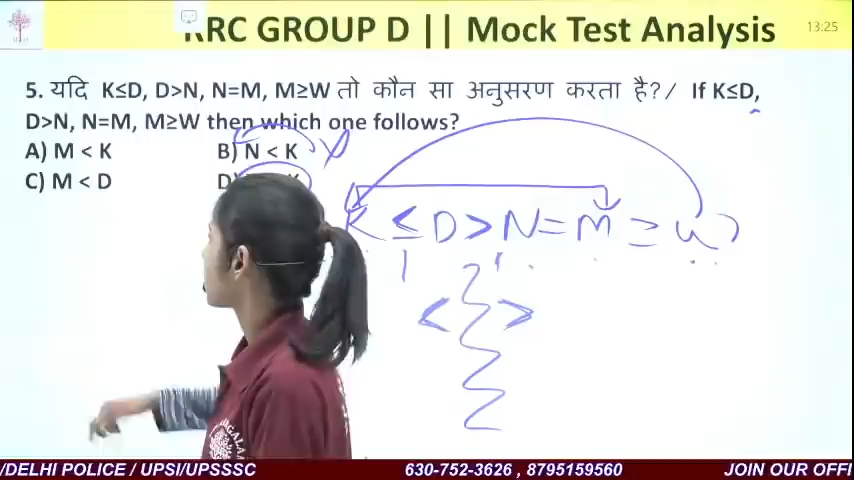 RRC GROUP D || Mock Test Analysis
13:25
5. यदि K≤D, D>N, N=M, M≥W तो कौन सा अनुसरण करता है?/ If K≤D,
D>N, N=M, M≥W then which one follows?
A) M < K
B) N < K
C) M < D
D)
K ≤ D > N = M ≥ W
< >
/DELHI POLICE / UPSI/UPSSSC
630-752-3626 , 8795159560
JOIN OUR OFFI